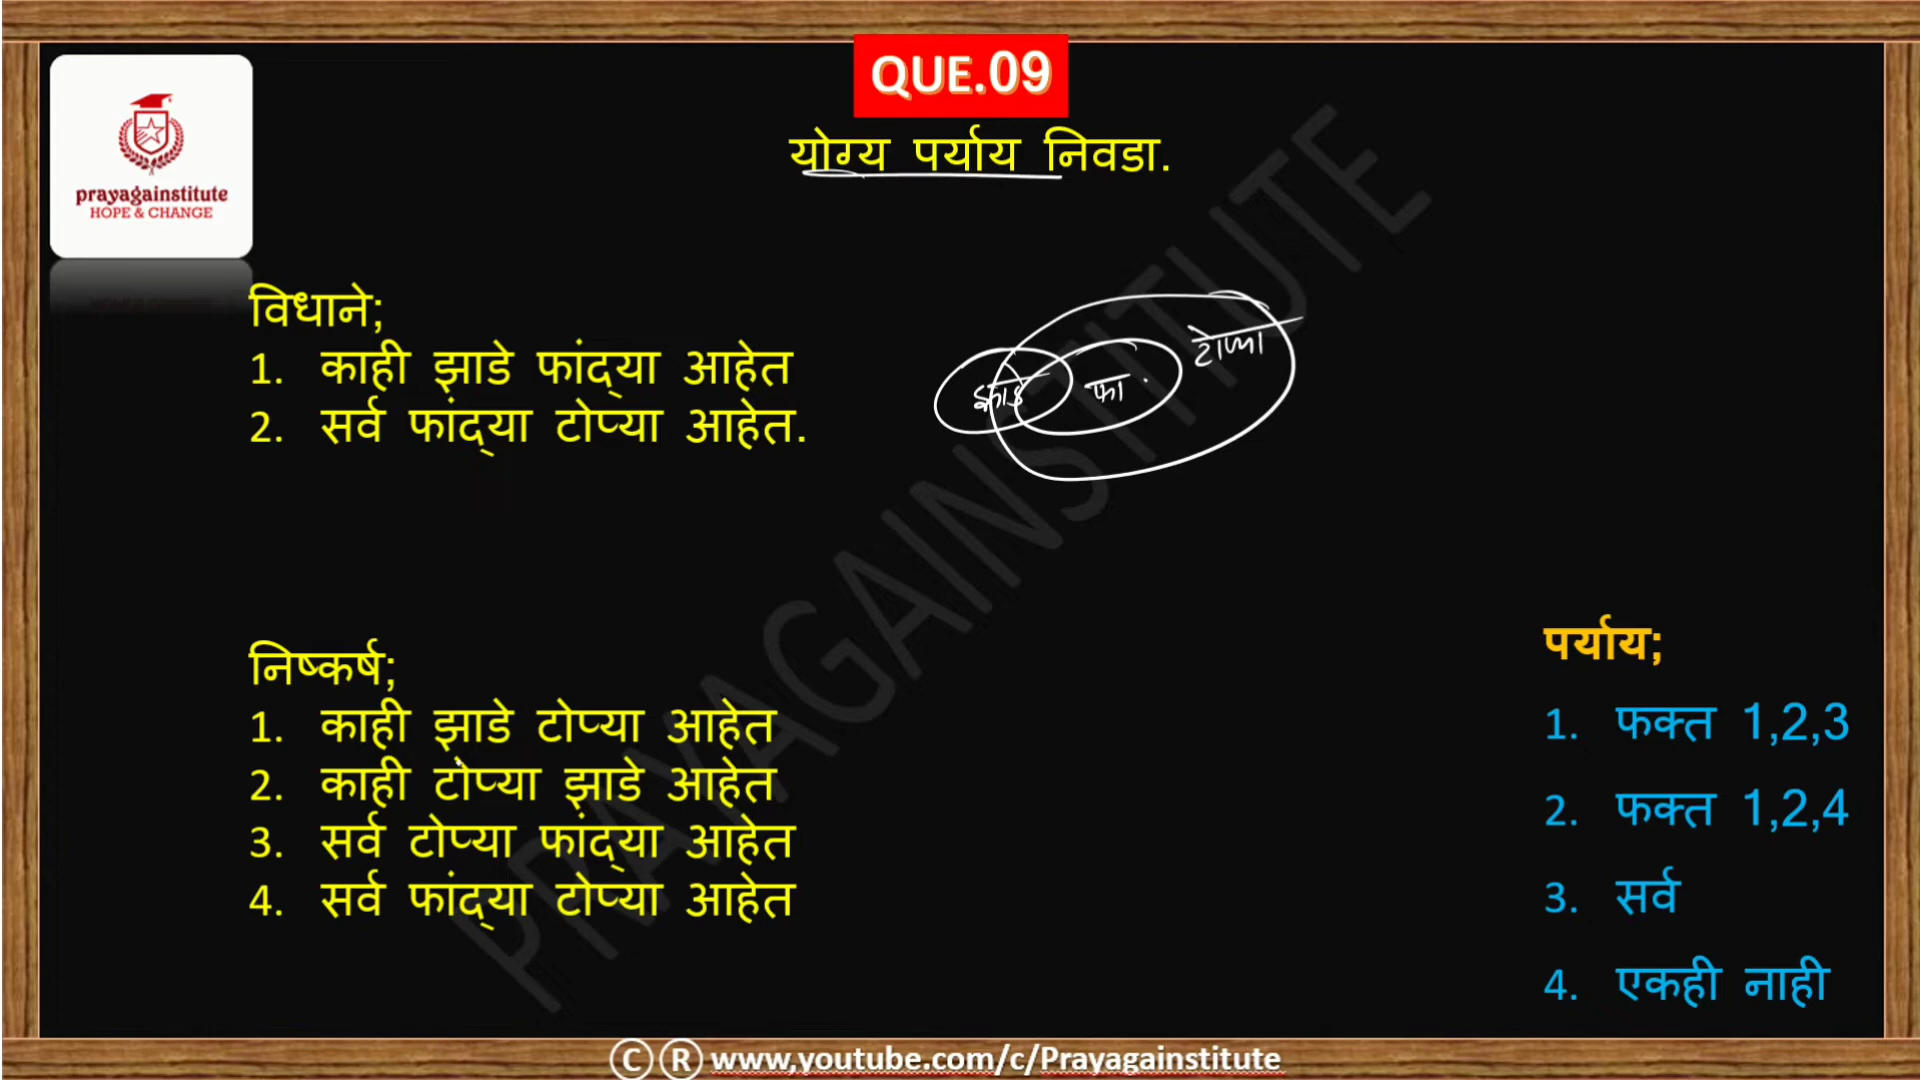 QUE.09
prayagainstitute
HOPE & CHANGE
योग्य पर्याय निवडा.
विधाने;
1. काही झाडे फांद्या आहेत
2. सर्व फांद्या टोप्या आहेत.
झाडे फा. टोप्या
निष्कर्ष;
1. काही झाडे टोप्या आहेत
2. काही टोप्या झाडे आहेत
3. सर्व टोप्या फांद्या आहेत
4. सर्व फांद्या टोप्या आहेत
पर्याय;
1. फक्त 1,2,3
2. फक्त 1,2,4
3. सर्व
4. एकही नाही
PRAYAGAINSTITUTE
© ® www.youtube.com/c/Prayagainstitute